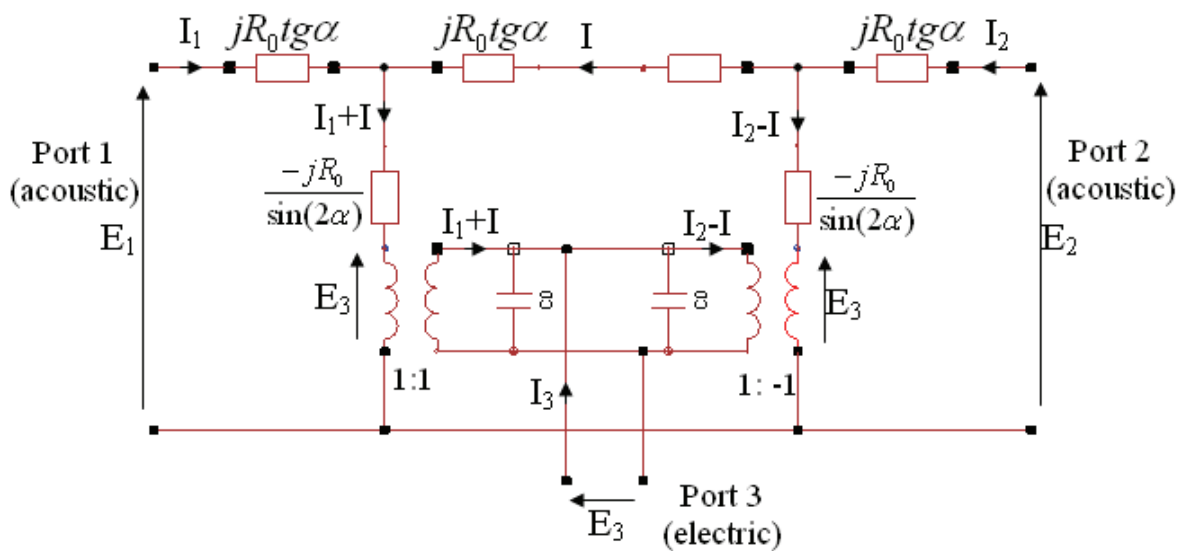 I₁
jR₀tgα
jR₀tgα
I
jR₀tgα
I₂
I₁+I
I₂-I
Port 1
(acoustic)
Port 2
(acoustic)
-jR₀
sin(2α)
-jR₀
sin(2α)
E₁
I₁+I
I₂-I
E₂
E₃
∞
∞
E₃
1:1
I₃
1: -1
E₃
Port 3
(electric)